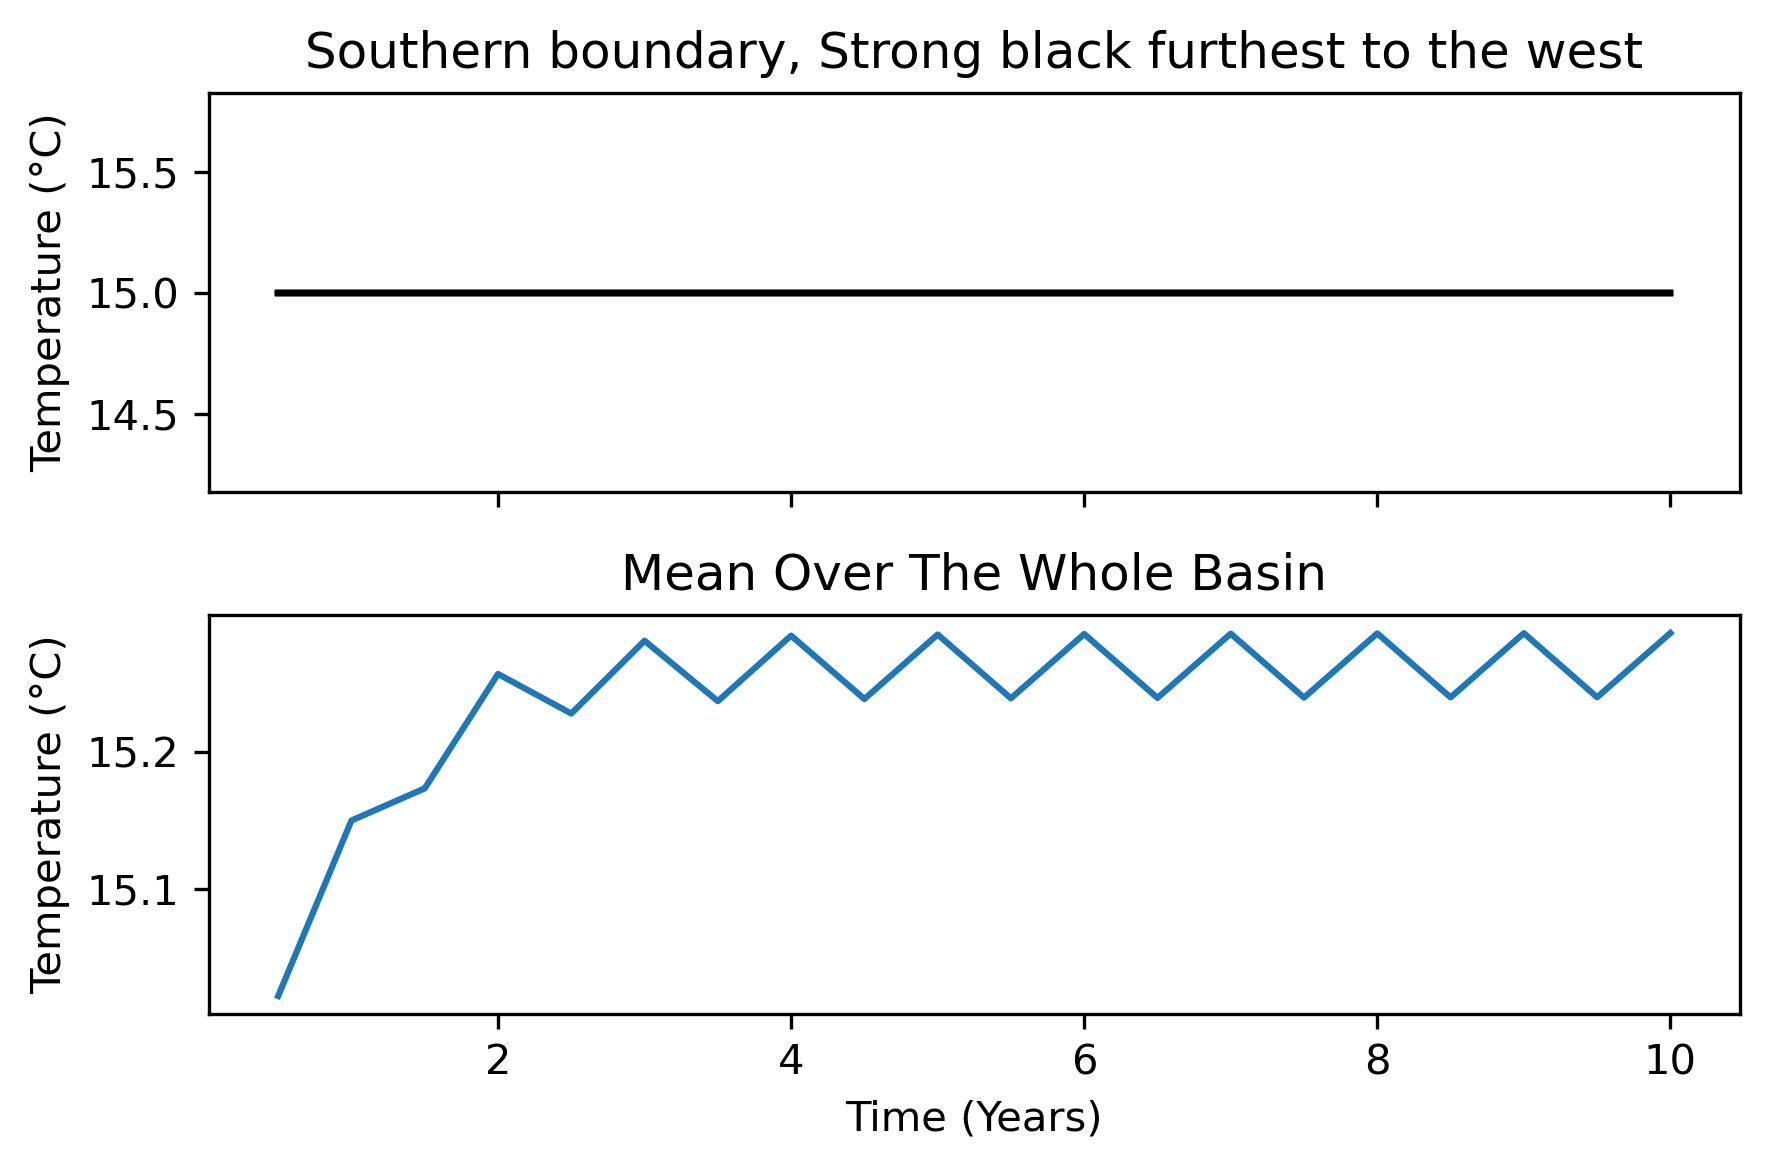 Southern boundary, Strong black furthest to the west
Temperature (°C)
15.5
15.0
14.5
Mean Over The Whole Basin
Temperature (°C)
15.2
15.1
2 4 6 8 10
Time (Years)